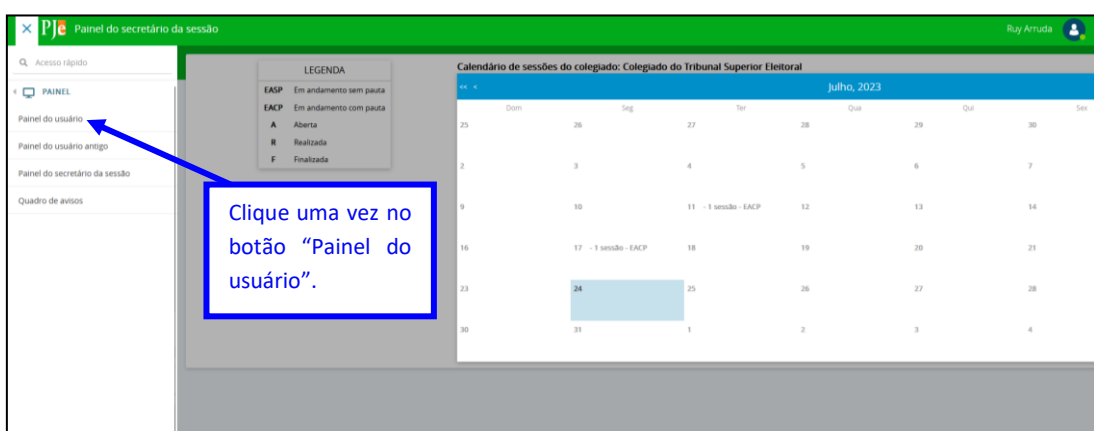 PJe Painel do secretário da sessão
Ruy Arruda
Acesso rápido
PAINEL
Painel do usuário
Painel do usuário antigo
Painel do secretário da sessão
Quadro de avisos
LEGENDA
EASP Em andamento sem pauta
EACP Em andamento com pauta
A Aberta
R Realizada
F Finalizada
Clique uma vez no
botão “Painel do
usuário”.
Calendário de sessões do colegiado: Colegiado do Tribunal Superior Eleitoral
<< < Julho, 2023
Dom Seg Ter Qua Qui Sex
25 26 27 28 29 30
2 3 4 5 6 7
9 10 11 - 1 sessão - EACP 12 13 14
16 17 - 1 sessão - EACP 18 19 20 21
23 24 25 26 27 28
30 31 1 2 3 4